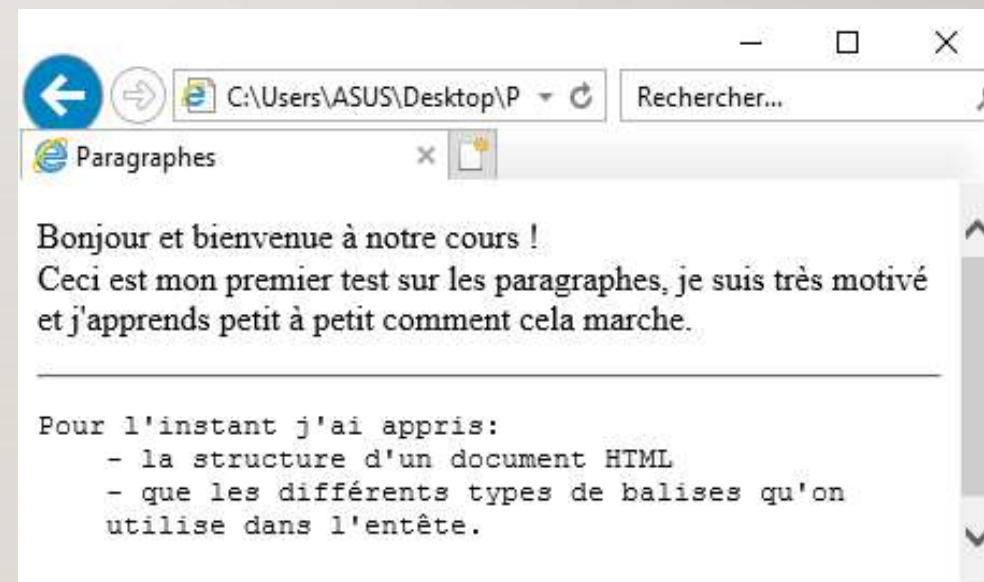 C:\Users\ASUS\Desktop\P
Rechercher...
Paragraphes
Bonjour et bienvenue à notre cours !
Ceci est mon premier test sur les paragraphes, je suis très motivé
et j'apprends petit à petit comment cela marche.
Pour l'instant j'ai appris:
- la structure d'un document HTML
- que les différents types de balises qu'on
utilise dans l'entête.